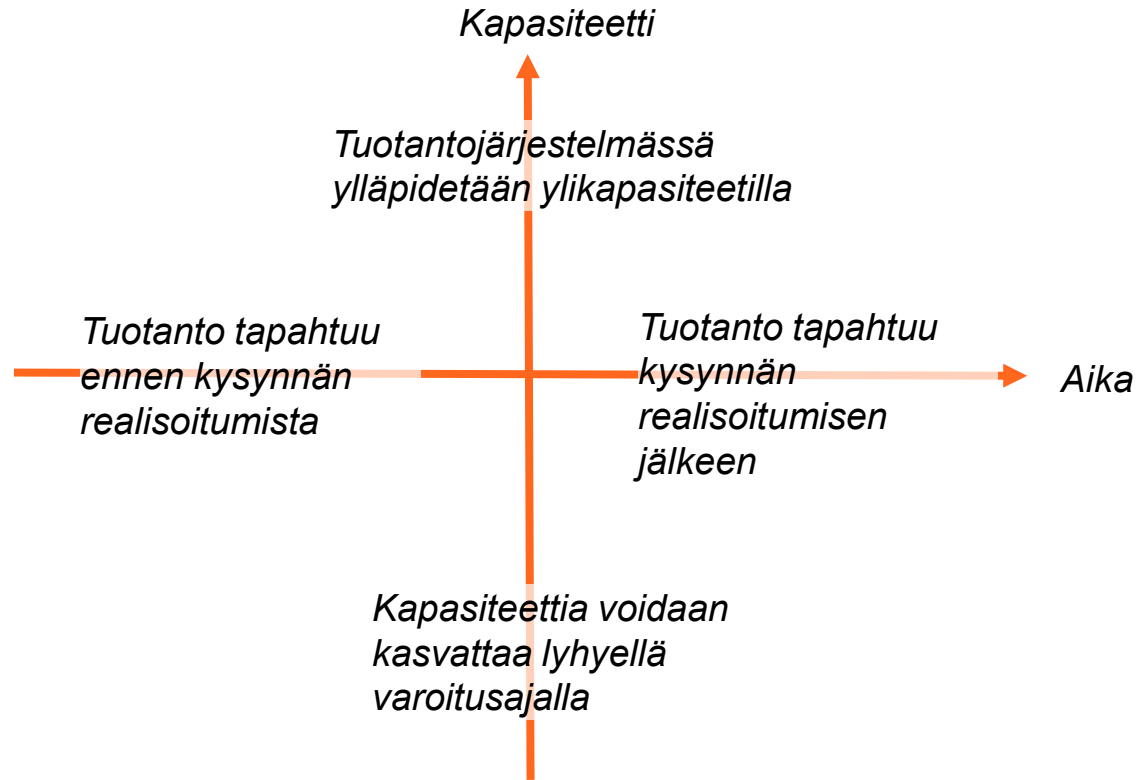 Kapasiteetti
Tuotantojärjestelmässä
ylläpidetään ylikapasiteetilla
Tuotanto tapahtuu
ennen kysynnän
realisoitumista
Tuotanto tapahtuu
kysynnän
realisoitumisen
jälkeen
Aika
Kapasiteettia voidaan
kasvattaa lyhyellä
varoitusajalla